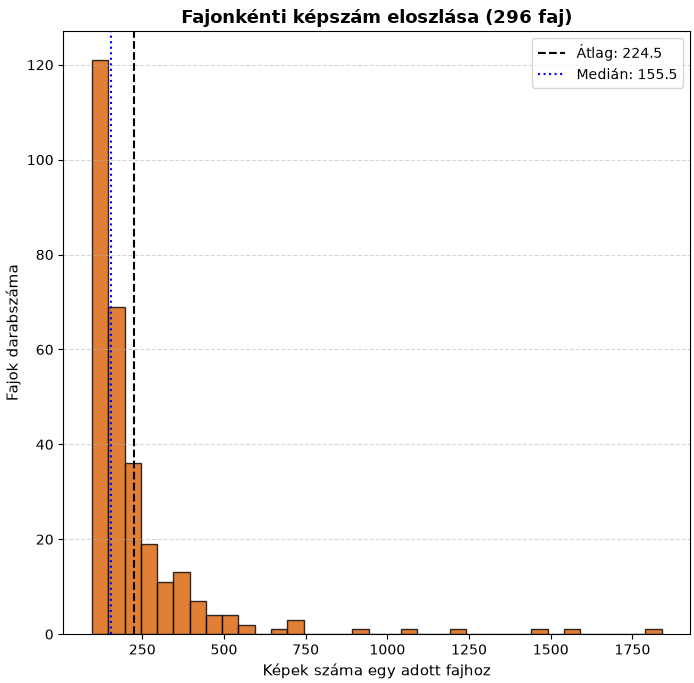 Fajonkénti képszám eloszlása (296 faj)
Átlag: 224.5
Medián: 155.5
Fajok darabszáma
120
100
80
60
40
20
0
250 500 750 1000 1250 1500 1750
Képek száma egy adott fajhoz